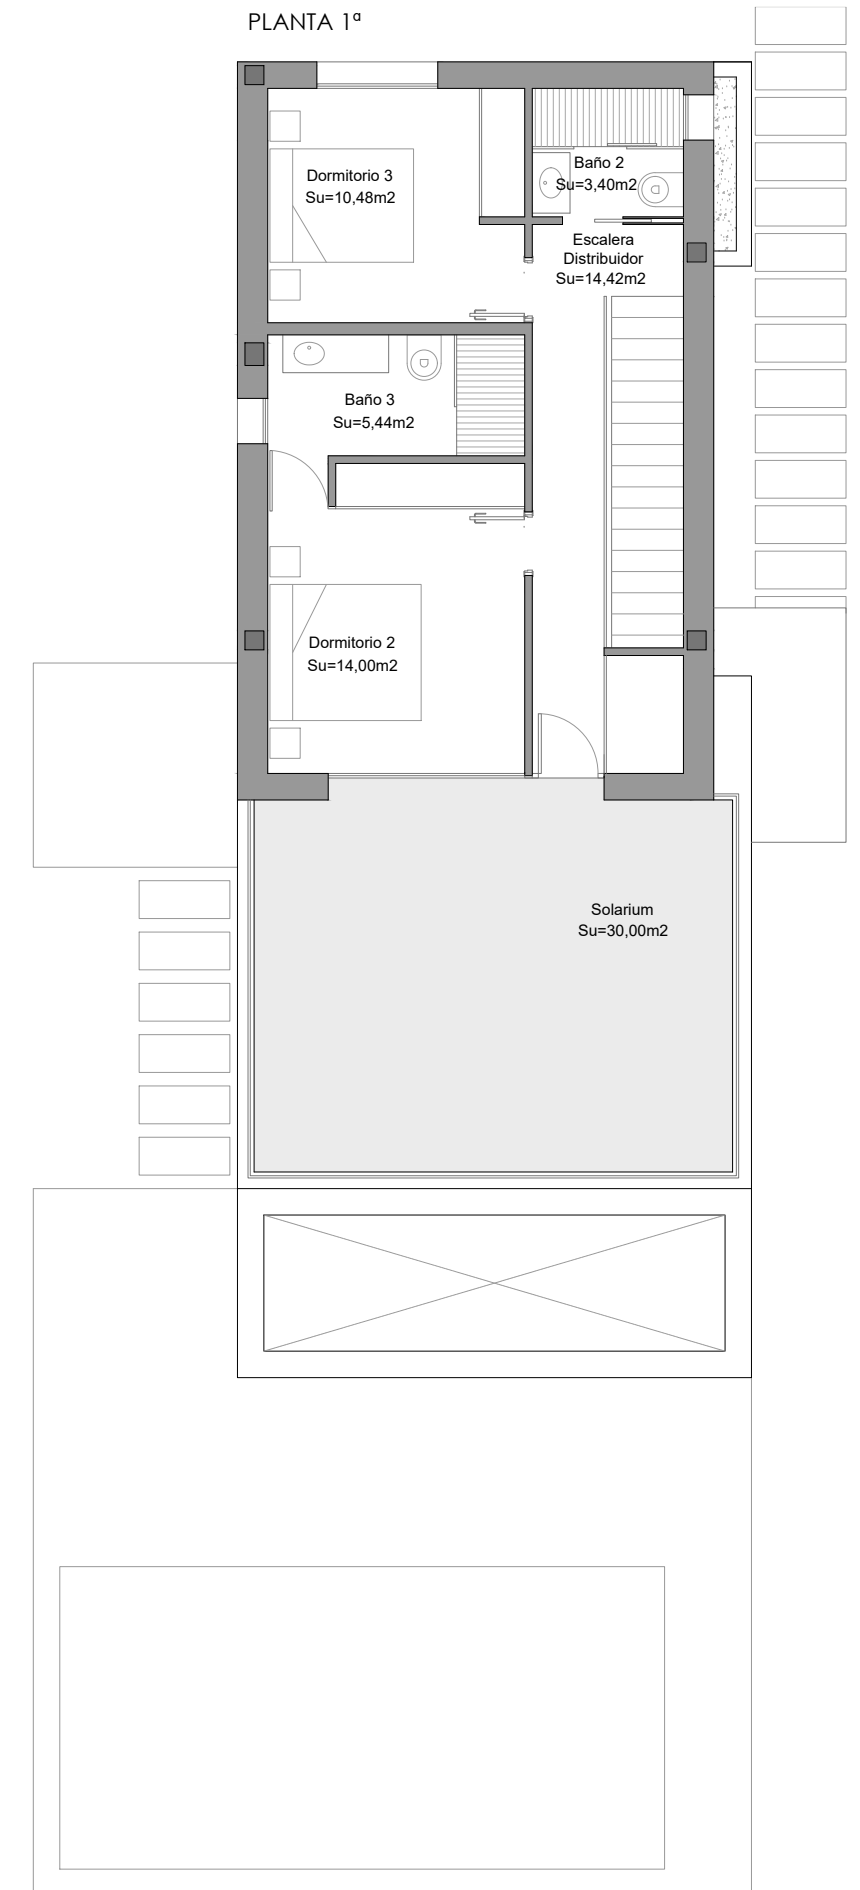 PLANTA 1ª
Dormitorio 3
Su=10,48m2
Baño 2
Su=3,40m2
Escalera
Distribuidor
Su=14,42m2
Baño 3
Su=5,44m2
Dormitorio 2
Su=14,00m2
Solarium
Su=30,00m2